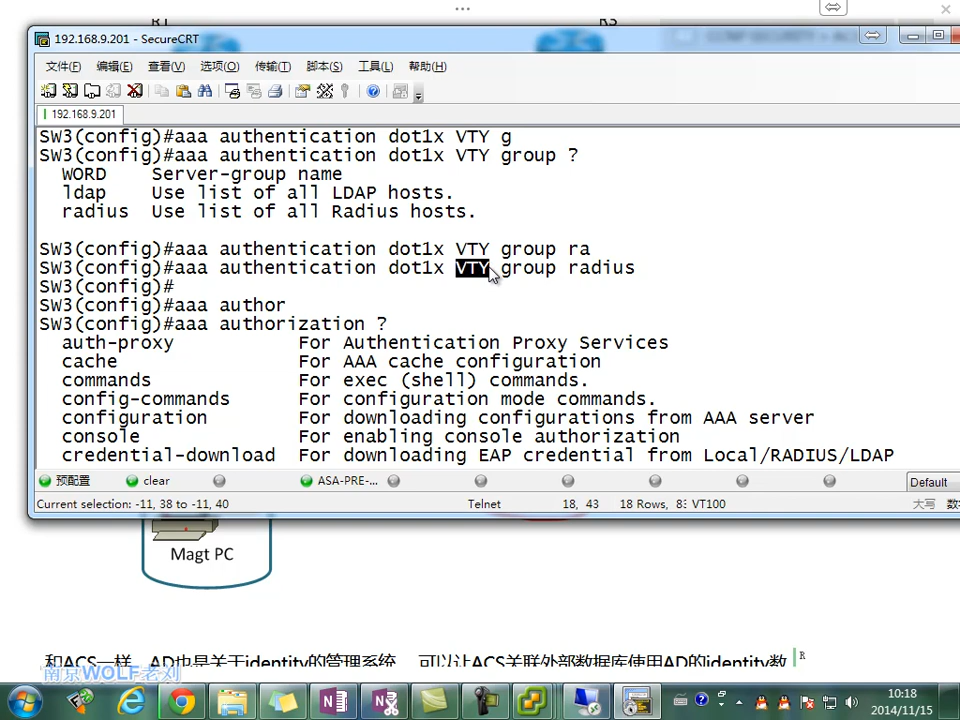 R1
R3
192.168.9.201 - SecureCRT
文件(F) 编辑(E) 查看(V) 选项(O) 传输(T) 脚本(S) 工具(L) 帮助(H)
192.168.9.201
SW3(config)#aaa authentication dot1x VTY g
SW3(config)#aaa authentication dot1x VTY group ?
WORD Server-group name
ldap Use list of all LDAP hosts.
radius Use list of all Radius hosts.
SW3(config)#aaa authentication dot1x VTY group ra
SW3(config)#aaa authentication dot1x VTY group radius
SW3(config)#
SW3(config)#aaa author
SW3(config)#aaa authorization ?
auth-proxy For Authentication Proxy Services
cache For AAA cache configuration
commands For exec (shell) commands.
config-commands For configuration mode commands.
configuration For downloading configurations from AAA server
console For enabling console authorization
credential-download For downloading EAP credential from Local/RADIUS/LDAP
预配置 clear ASA-PRE-... Default
Current selection: -11, 38 to -11, 40 Telnet 18, 43 18 Rows, 8 VT100 大写 数
Magt PC
和ACS一样，AD也是关于identity的管理系统， 可以让ACS关联外部数据库使用AD的identity数
R
南京WOLF老刘
10:18
2014/11/15